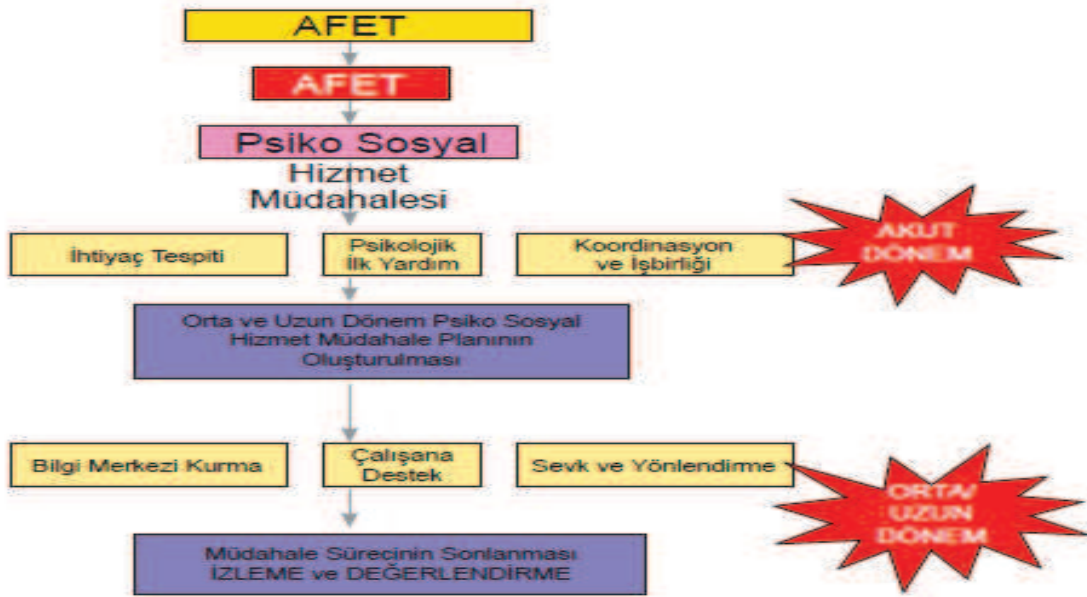 AFET
AFET
Psiko Sosyal
Hizmet
Müdahalesi
İhtiyaç Tespiti
Psikolojik
İlk Yardım
Koordinasyon
ve İşbirliği
AKUT
DÖNEM
Orta ve Uzun Dönem Psiko Sosyal
Hizmet Müdahale Planının
Oluşturulması
Bilgi Merkezi Kurma
Çalışana
Destek
Sevk ve Yönlendirme
ORTA/
UZUN
DÖNEM
Müdahale Sürecinin Sonlanması
İZLEME ve DEĞERLENDİRME